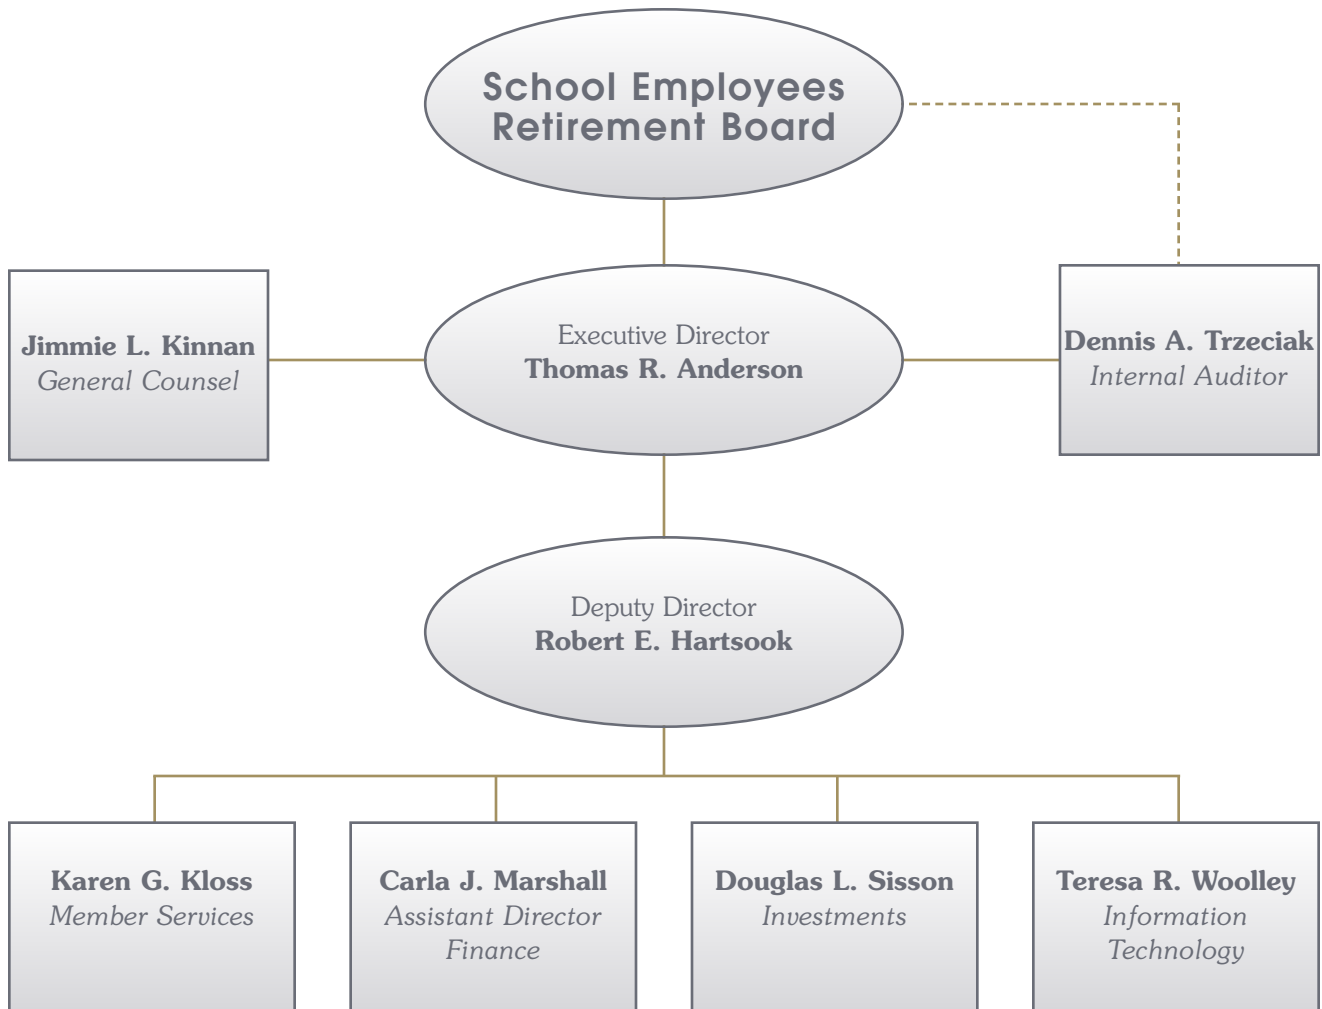 School Employees
Retirement Board
Jimmie L. Kinnan
General Counsel
Executive Director
Thomas R. Anderson
Dennis A. Trzeciak
Internal Auditor
Deputy Director
Robert E. Hartsook
Karen G. Kloss
Member Services
Carla J. Marshall
Assistant Director
Finance
Douglas L. Sisson
Investments
Teresa R. Woolley
Information
Technology